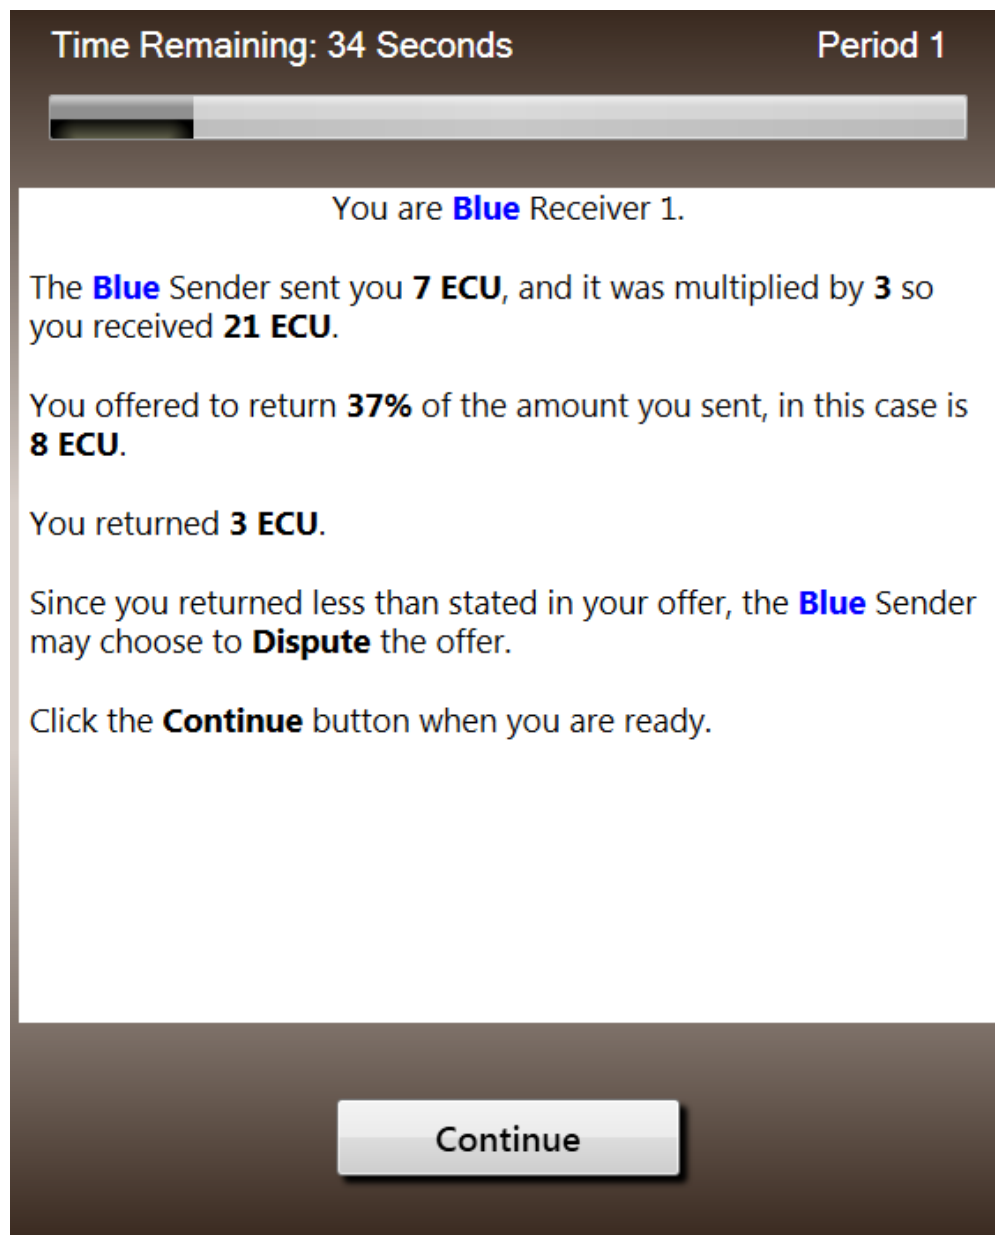 Time Remaining: 34 Seconds
Period 1
You are Blue Receiver 1.
The Blue Sender sent you 7 ECU, and it was multiplied by 3 so
you received 21 ECU.
You offered to return 37% of the amount you sent, in this case is
8 ECU.
You returned 3 ECU.
Since you returned less than stated in your offer, the Blue Sender
may choose to Dispute the offer.
Click the Continue button when you are ready.
Continue